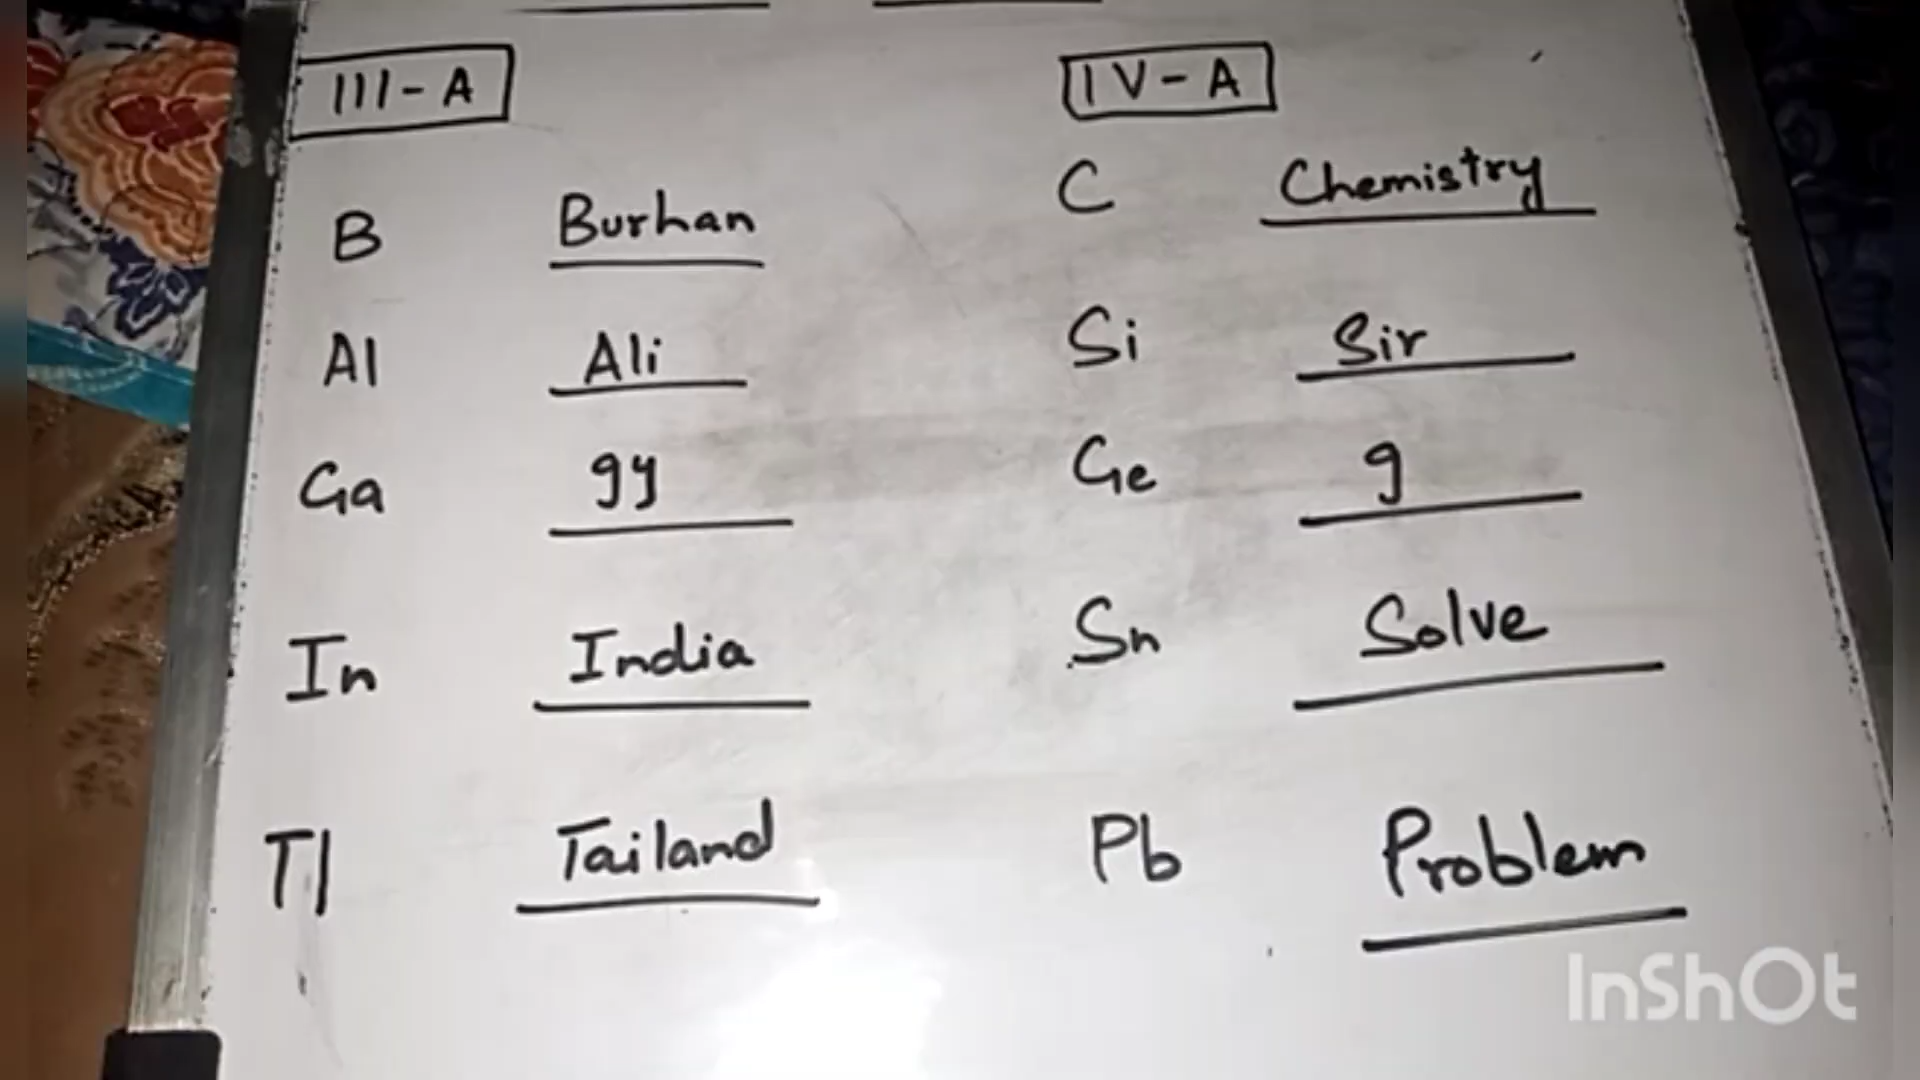 III-A IV-A
B Burhan C Chemistry
Al Ali Si Sir
Ga gy Ge g
In India Sn Solve
Tl Tailand Pb Problem
InShOt